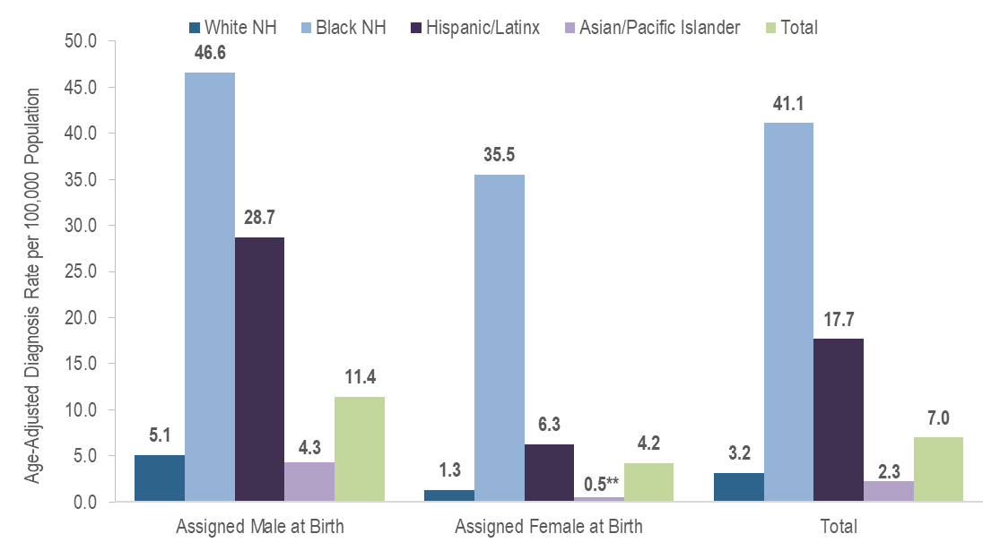 White NH Black NH Hispanic/Latinx Asian/Pacific Islander Total
Age-Adjusted Diagnosis Rate per 100,000 Population
50.0
45.0
40.0
35.0
30.0
25.0
20.0
15.0
10.0
5.0
0.0
5.1 46.6 28.7 4.3 11.4
1.3 35.5 6.3 0.5** 4.2
3.2 41.1 17.7 2.3 7.0
Assigned Male at Birth Assigned Female at Birth Total